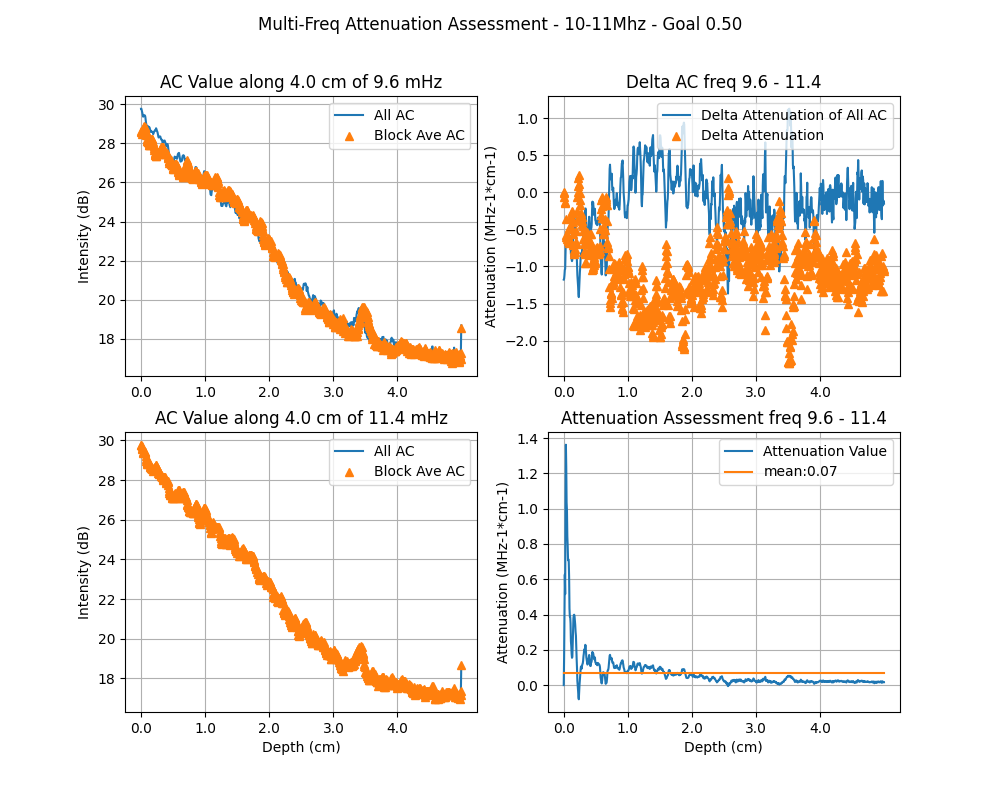 Multi-Freq Attenuation Assessment - 10-11Mhz - Goal 0.50
AC Value along 4.0 cm of 9.6 mHz
30
28
26
24
22
20
18
0.0 1.0 2.0 3.0 4.0
Intensity (dB)
All AC
Block Ave AC
Delta AC freq 9.6 - 11.4
1.0
0.5
0.0
−0.5
−1.0
−1.5
−2.0
0.0 1.0 2.0 3.0 4.0
Attenuation (MHz-1*cm-1)
Delta Attenuation of All AC
Delta Attenuation
AC Value along 4.0 cm of 11.4 mHz
30
28
26
24
22
20
18
0.0 1.0 2.0 3.0 4.0
Depth (cm)
Intensity (dB)
All AC
Block Ave AC
Attenuation Assessment freq 9.6 - 11.4
1.4
1.2
1.0
0.8
0.6
0.4
0.2
0.0
0.0 1.0 2.0 3.0 4.0
Depth (cm)
Attenuation (MHz-1*cm-1)
Attenuation Value
mean:0.07